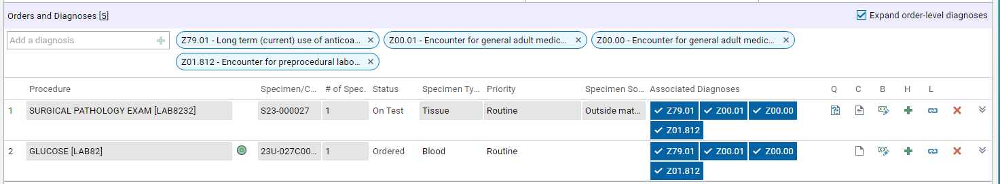 Orders and Diagnoses [5]
Expand order-level diagnoses
Add a diagnosis
Z79.01 - Long term (current) use of anticoa...
Z00.01 - Encounter for general adult medic...
Z00.00 - Encounter for general adult medic...
Z01.812 - Encounter for preprocedural labo...
Procedure Specimen/C... # of Spec. Status Specimen Ty... Priority Specimen So... Associated Diagnoses Q C B H L
1 SURGICAL PATHOLOGY EXAM [LAB8232] S23-000027 1 On Test Tissue Routine Outside mat... Z79.01 Z00.01 Z00.00
Z01.812
2 GLUCOSE [LAB82] 23U-027C00... 1 Ordered Blood Routine Z79.01 Z00.01 Z00.00
Z01.812